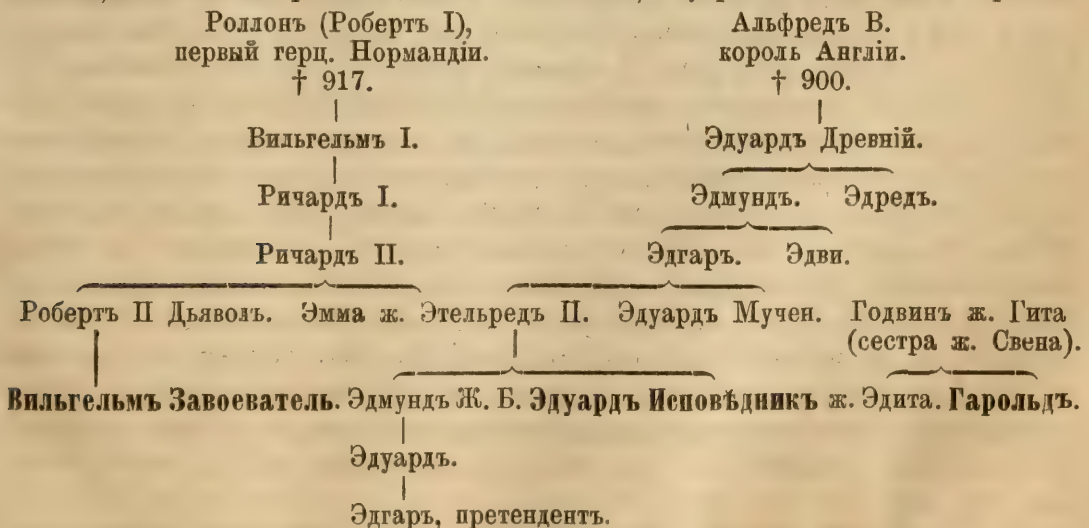 Роллонъ (Робертъ I),
первый герц. Нормандіи.
† 917.
Альфредъ В.
король Англіи.
† 900.
Вильгельмъ I.
Эдуардъ Древній.
Ричардъ I.
Эдмундъ. Эдредъ.
Ричардъ II.
Эдгаръ. Эдви.
Робертъ II Дьяволъ. Эмма ж. Этельредъ II. Эдуардъ Мучен. Годвинъ ж. Гита
(сестра ж. Свена).
Вильгельмъ Завоеватель. Эдмундъ Ж. Б. Эдуардъ Исповѣдникъ ж. Эдита. Гарольдъ.
Эдуардъ.
Эдгаръ, претендентъ.